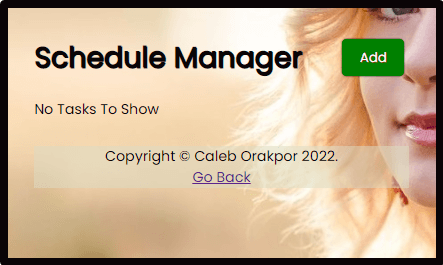 Schedule Manager
Add
No Tasks To Show
Copyright © Caleb Orakpor 2022.
Go Back